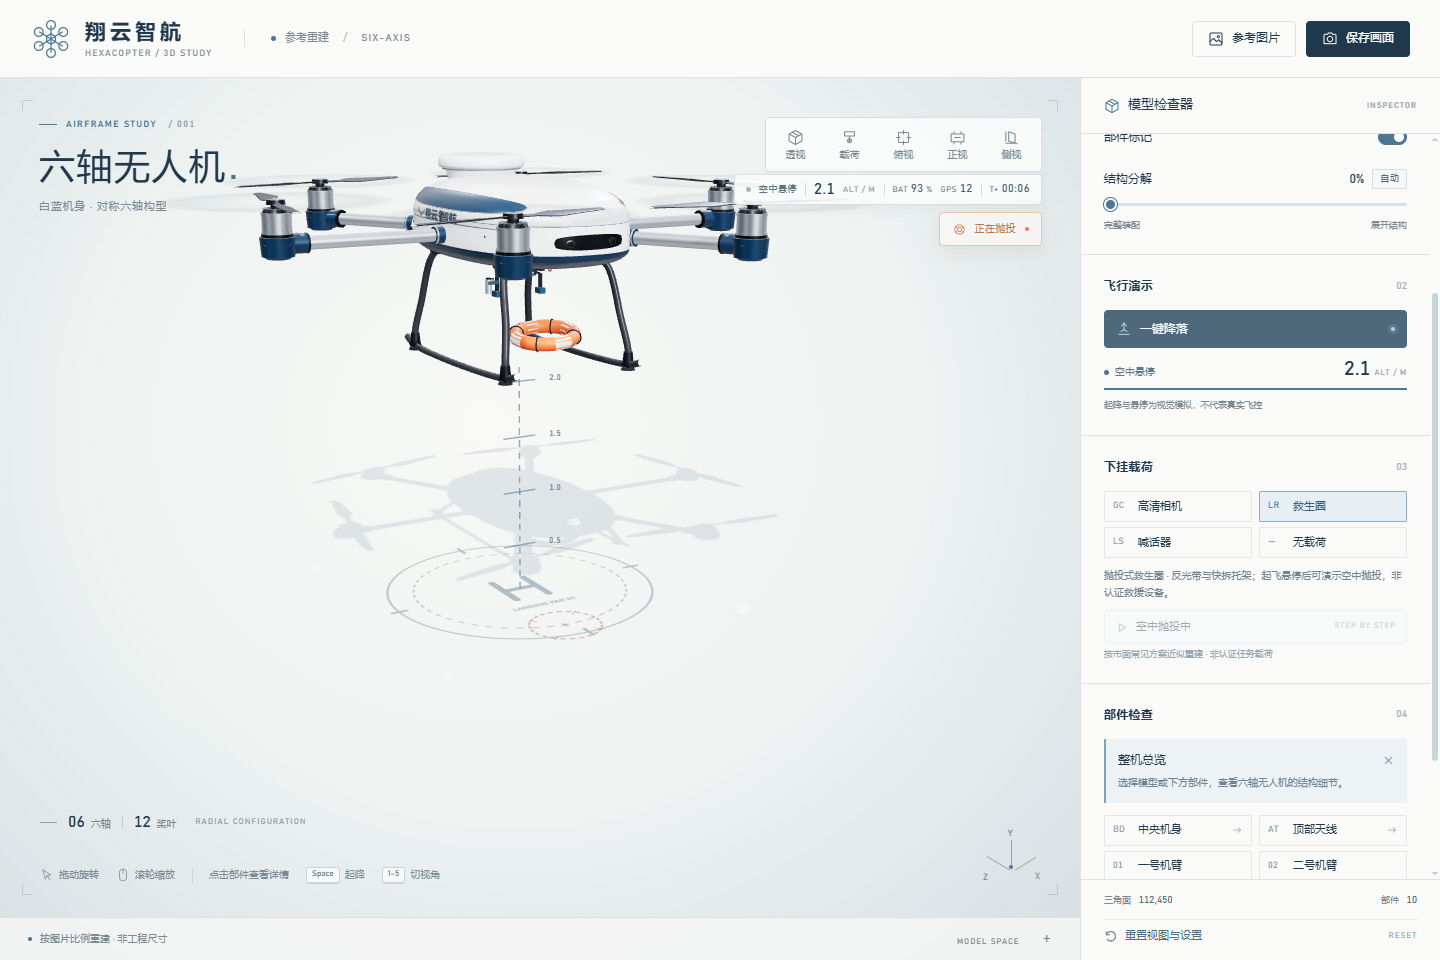 翔云智航
HEXACOPTER / 3D STUDY
参考重建 / SIX-AXIS
参考图片
保存画面
AIRFRAME STUDY / 001
六轴无人机.
白蓝机身 · 对称六轴构型
透视 载荷 俯视 正视 侧视
空中悬停 2.1 ALT / M BAT 93 % GPS 12 T+ 00:06
正在抛投
翔云智航
2.0
1.5
1.0
0.5
H
06 六轴 12 桨叶 RADIAL CONFIGURATION
拖动旋转 滚轮缩放 点击部件查看详情 Space 起降 1-5 切视角
Y
Z
X
按图片比例重建 · 非工程尺寸
MODEL SPACE +
模型检查器 INSPECTOR
部件标记
结构分解 0% 自动
完整装配 展开结构
飞行演示 02
一键降落
空中悬停 2.1 ALT / M
起降与悬停为视觉模拟，不代表真实飞控
下挂载荷 03
GC 高清相机 LR 救生圈
LS 喊话器 — 无载荷
抛投式救生圈 · 反光带与快拆托架；起飞悬停后可演示空中抛投，非
认证救援设备。
空中抛投中 STEP BY STEP
按市面常见方案近似重建 · 非认证任务载荷
部件检查 04
整机总览
选择模型或下方部件，查看六轴无人机的结构细节。
BD 中央机身 → AT 顶部天线 →
01 一号机臂 02 二号机臂
三角面 112,450 部件 10
重置视图与设置 RESET